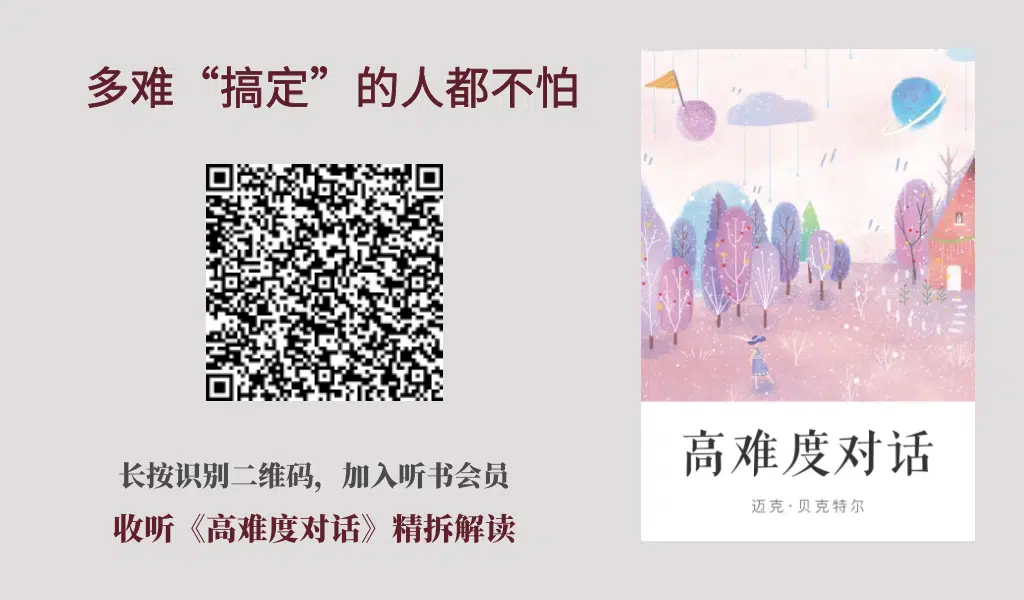 多难“搞定”的人都不怕
长按识别二维码，加入听书会员
收听《高难度对话》精拆解读
高难度对话
迈克·贝克特尔